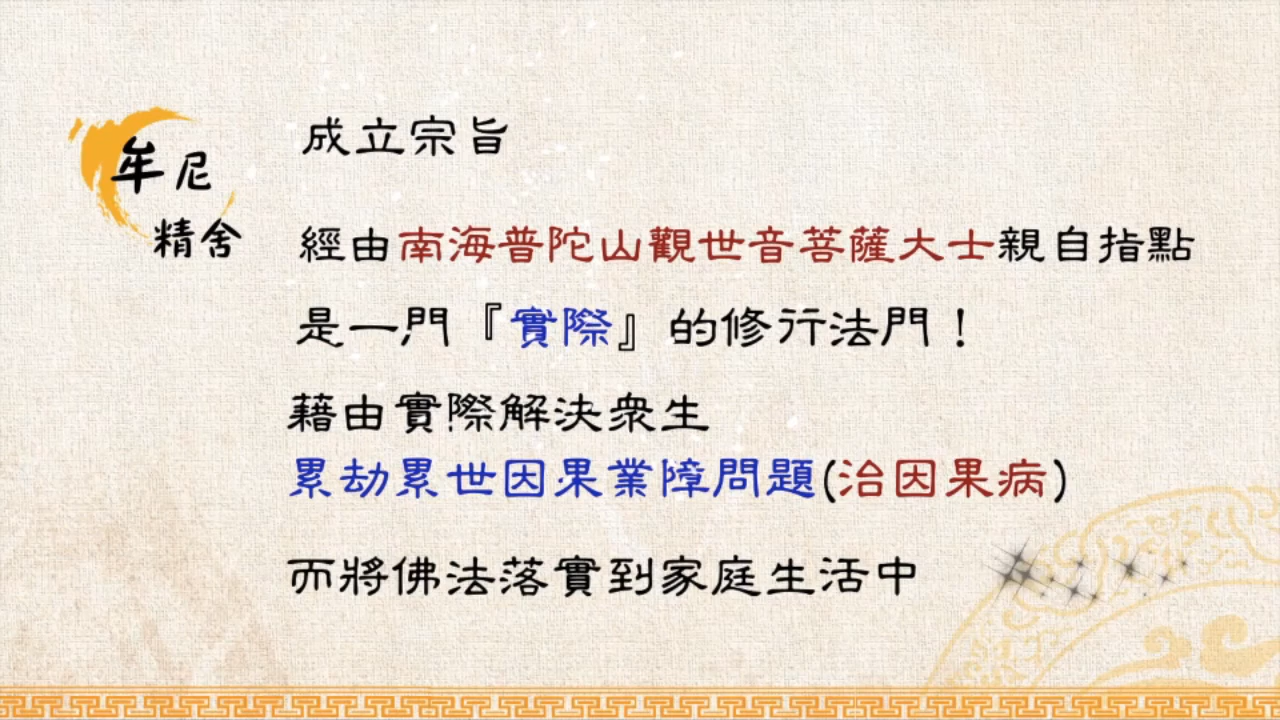 牟尼
精舍
成立宗旨
經由南海普陀山觀世音菩薩大士親自指點
是一門『實際』的修行法門！
藉由實際解決眾生
累劫累世因果業障問題(治因果病)
而將佛法落實到家庭生活中